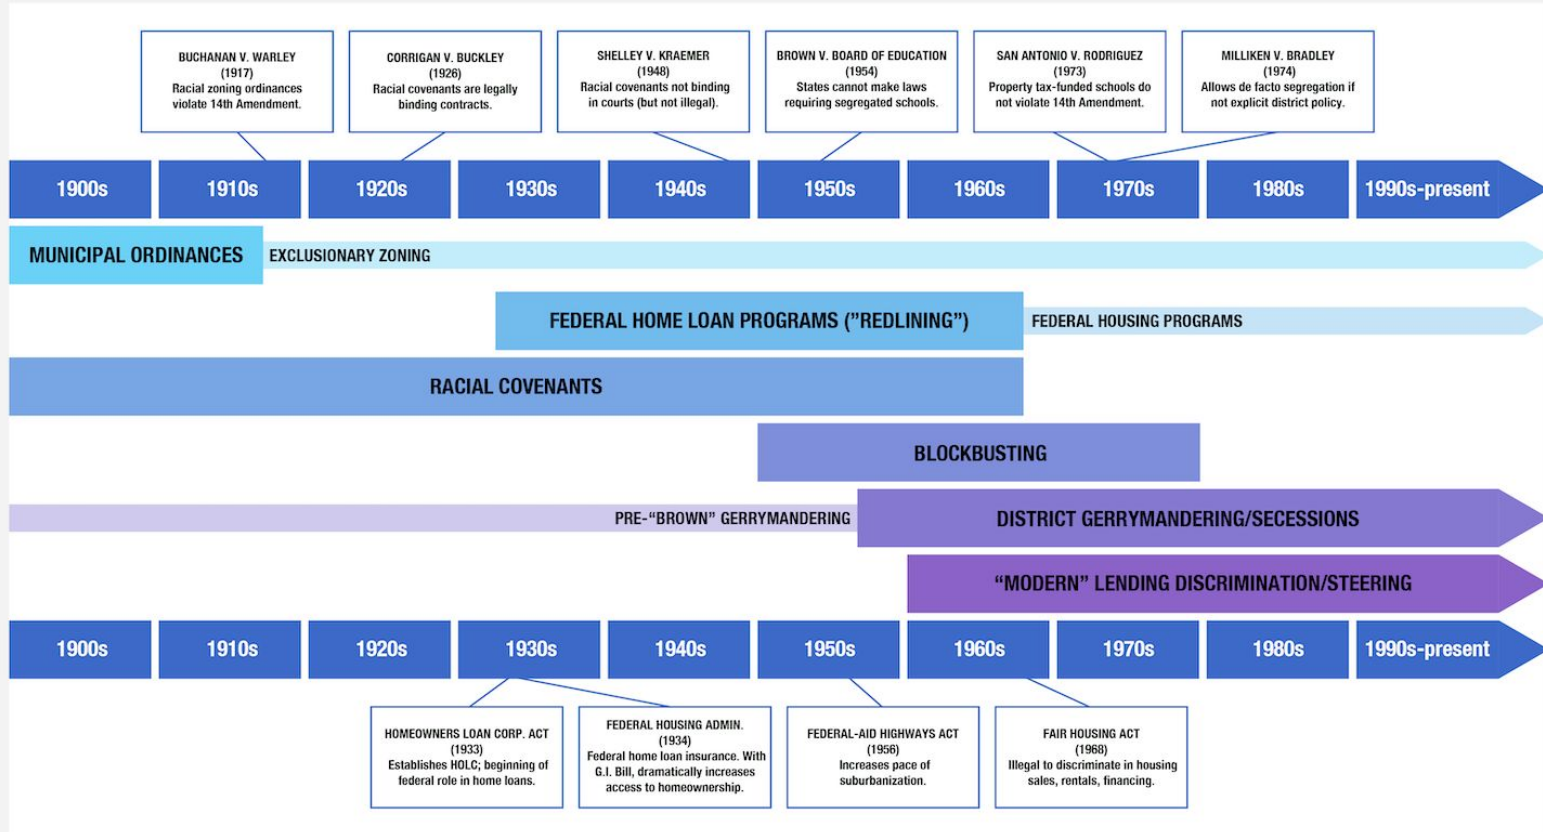 BUCHANAN V. WARLEY
(1917)
Racial zoning ordinances
violate 14th Amendment.
CORRIGAN V. BUCKLEY
(1926)
Racial covenants are legally
binding contracts.
SHELLEY V. KRAEMER
(1948)
Racial covenants not binding
in courts (but not illegal).
BROWN V. BOARD OF EDUCATION
(1954)
States cannot make laws
requiring segregated schools.
SAN ANTONIO V. RODRIGUEZ
(1973)
Property tax-funded schools do
not violate 14th Amendment.
MILLIKEN V. BRADLEY
(1974)
Allows de facto segregation if
not explicit district policy.
1900s
1910s
1920s
1930s
1940s
1950s
1960s
1970s
1980s
1990s-present
MUNICIPAL ORDINANCES
EXCLUSIONARY ZONING
FEDERAL HOME LOAN PROGRAMS ("REDLINING")
FEDERAL HOUSING PROGRAMS
RACIAL COVENANTS
BLOCKBUSTING
PRE-“BROWN” GERRYMANDERING
DISTRICT GERRYMANDERING/SECESSIONS
“MODERN” LENDING DISCRIMINATION/STEERING
1900s
1910s
1920s
1930s
1940s
1950s
1960s
1970s
1980s
1990s-present
HOMEOWNERS LOAN CORP. ACT
(1933)
Establishes HOLC; beginning of
federal role in home loans.
FEDERAL HOUSING ADMIN.
(1934)
Federal home loan insurance. With
G.I. Bill, dramatically increases
access to homeownership.
FEDERAL-AID HIGHWAYS ACT
(1956)
Increases pace of
suburbanization.
FAIR HOUSING ACT
(1968)
Illegal to discriminate in housing
sales, rentals, financing.